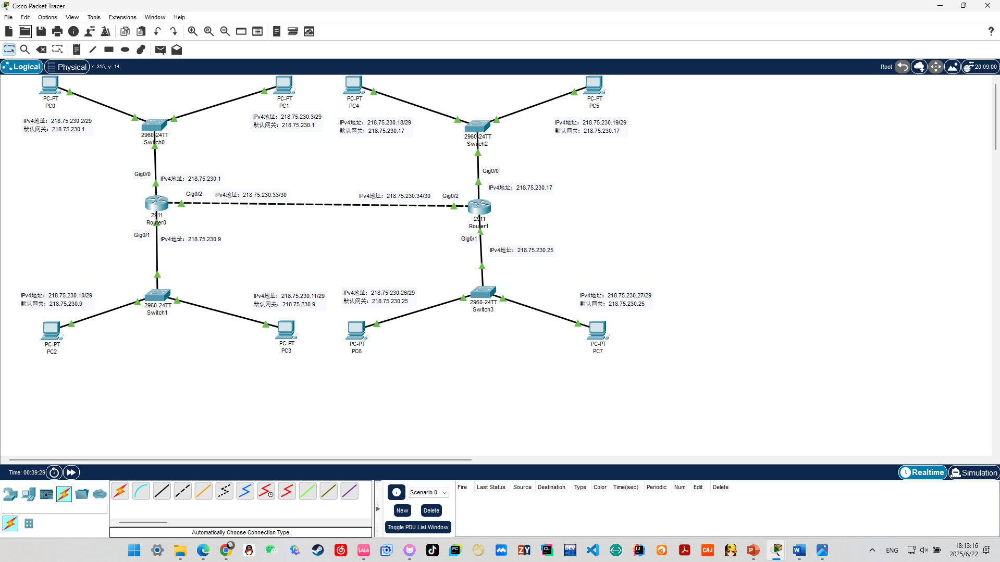 Cisco Packet Tracer
File Edit Options View Tools Extensions Window Help
Logical Physical x: 315, y: 14 Root 20:09:00
PC-PT
PC0
PC-PT
PC1
PC-PT
PC4
PC-PT
PC5
IPv4地址：218.75.230.2/29
默认网关：218.75.230.1
IPv4地址：218.75.230.3/29
默认网关：218.75.230.1
IPv4地址：218.75.230.18/29
默认网关：218.75.230.17
IPv4地址：218.75.230.19/29
默认网关：218.75.230.17
2960-24TT
Switch0
2960-24TT
Switch2
Gig0/0
IPv4地址：218.75.230.1
Gig0/0
IPv4地址：218.75.230.17
Gig0/2
IPv4地址：218.75.230.33/30
IPv4地址：218.75.230.34/30
Gig0/2
2911
Router0
2911
Router1
Gig0/1
IPv4地址：218.75.230.9
Gig0/1
IPv4地址：218.75.230.25
IPv4地址：218.75.230.10/29
默认网关：218.75.230.9
IPv4地址：218.75.230.11/29
默认网关：218.75.230.9
IPv4地址：218.75.230.26/29
默认网关：218.75.230.25
IPv4地址：218.75.230.27/29
默认网关：218.75.230.25
2960-24TT
Switch1
2960-24TT
Switch3
PC-PT
PC2
PC-PT
PC3
PC-PT
PC6
PC-PT
PC7
Time: 00:39:29 Realtime Simulation
Scenario 0
New Delete
Toggle PDU List Window
Fire Last Status Source Destination Type Color Time(sec) Periodic Num Edit Delete
Automatically Choose Connection Type
PC ZY CL DEV IJ CAJ P W
ENG
18:13:16
2025/6/22